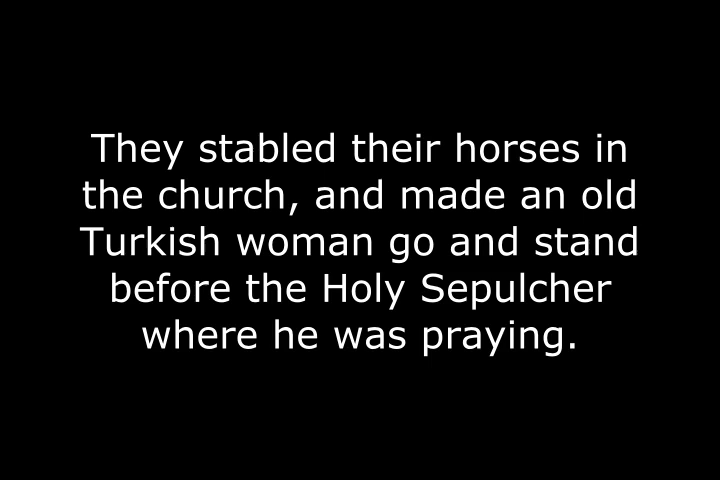 They stabled their horses in
the church, and made an old
Turkish woman go and stand
before the Holy Sepulcher
where he was praying.